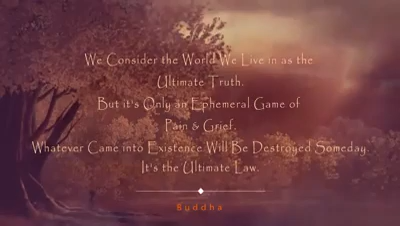 We Consider the World We Live in as the
Ultimate Truth.
But it's Only an Ephemeral Game of
Pain & Grief.
Whatever Came into Existence Will Be Destroyed Someday.
It's the Ultimate Law.
Buddha